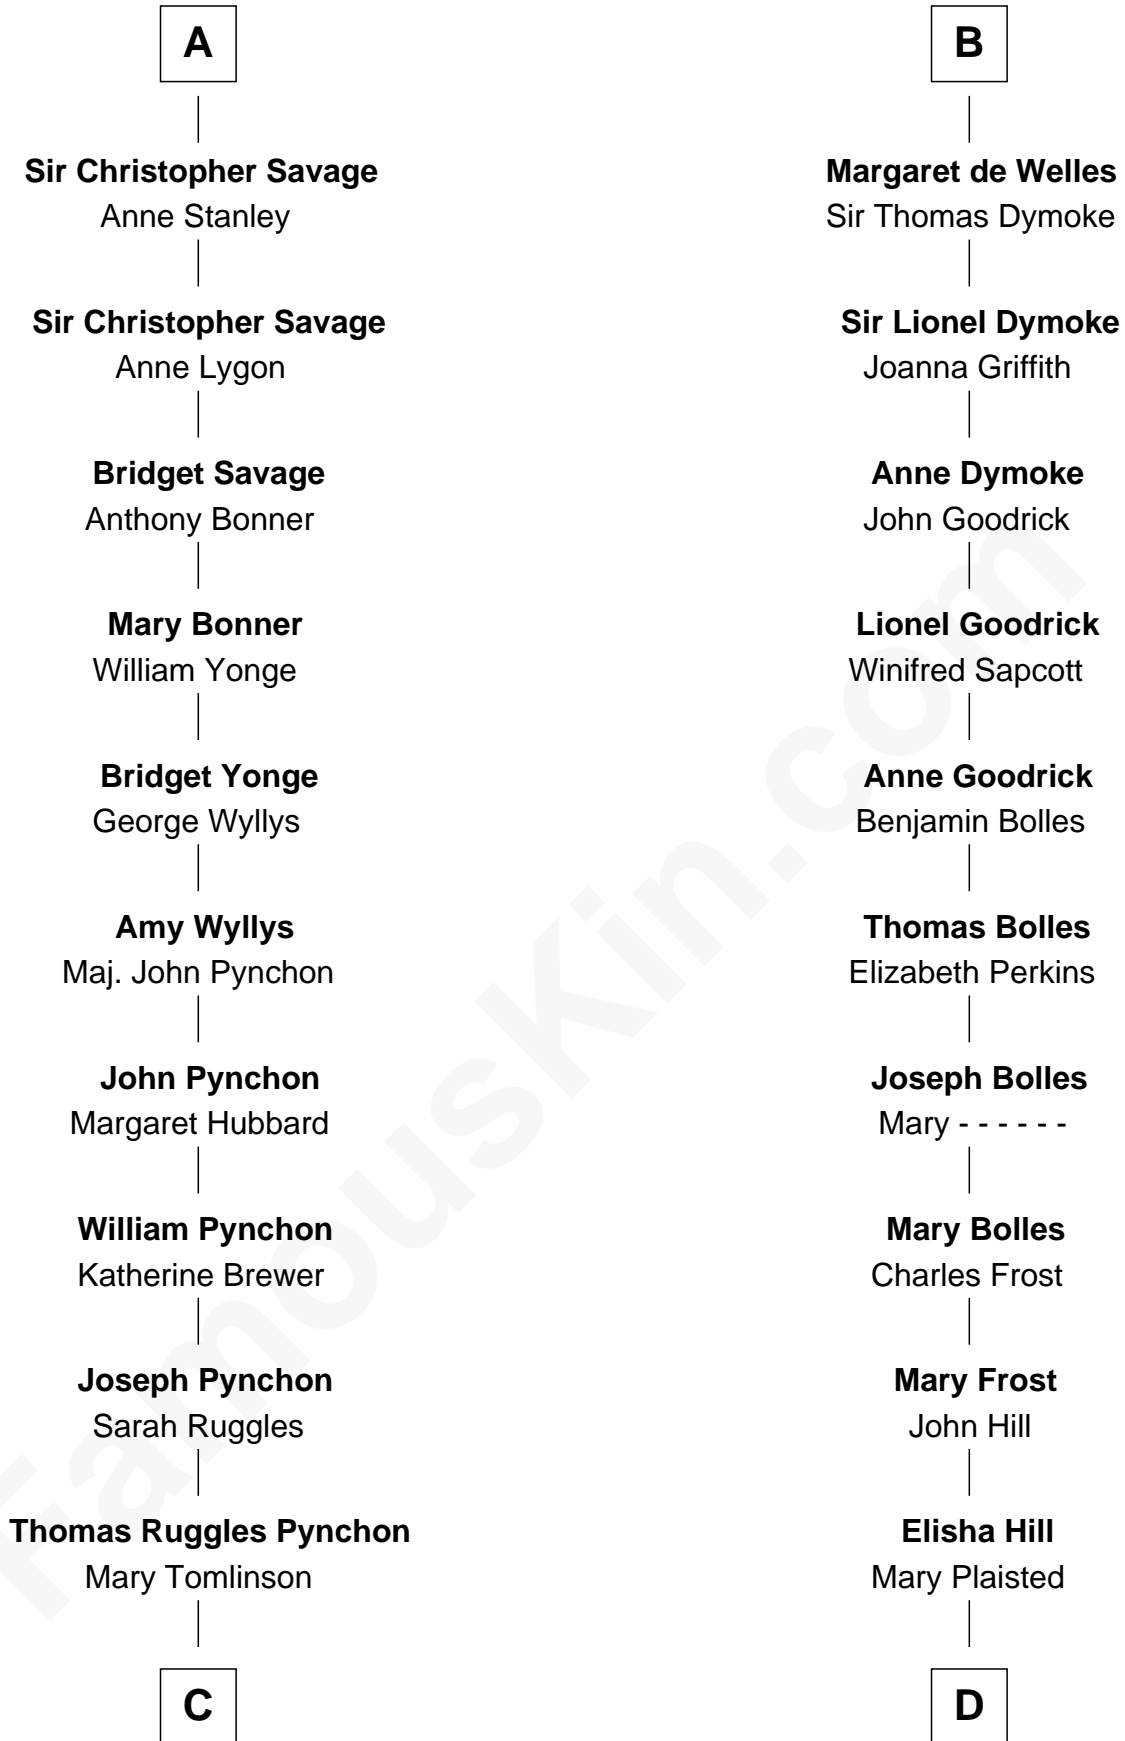 A
Sir Christopher Savage
Anne Stanley
Sir Christopher Savage
Anne Lygon
Bridget Savage
Anthony Bonner
Mary Bonner
William Yonge
Bridget Yonge
George Wyllys
Amy Wyllys
Maj. John Pynchon
John Pynchon
Margaret Hubbard
William Pynchon
Katherine Brewer
Joseph Pynchon
Sarah Ruggles
Thomas Ruggles Pynchon
Mary Tomlinson
C
B
Margaret de Welles
Sir Thomas Dymoke
Sir Lionel Dymoke
Joanna Griffith
Anne Dymoke
John Goodrick
Lionel Goodrick
Winifred Sapcott
Anne Goodrick
Benjamin Bolles
Thomas Bolles
Elizabeth Perkins
Joseph Bolles
Mary - - - - - -
Mary Bolles
Charles Frost
Mary Frost
John Hill
Elisha Hill
Mary Plaisted
D
FamousKin.com